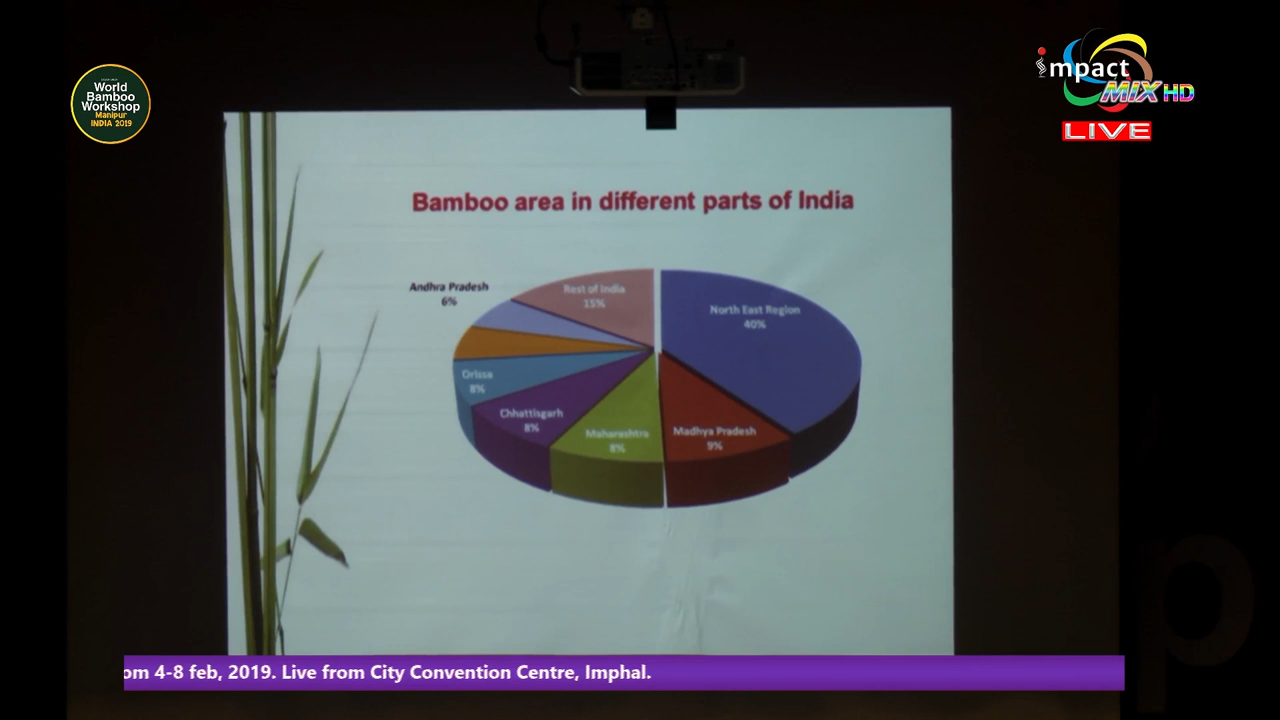 World
Bamboo
Workshop
Manipur
INDIA 2019
impact
MIX HD
LIVE
Bamboo area in different parts of India
Andhra Pradesh
6%
Rest of India
15%
North East Region
40%
Orissa
8%
Chhattisgarh
8%
Maharashtra
8%
Madhya Pradesh
9%
om 4-8 feb, 2019. Live from City Convention Centre, Imphal.